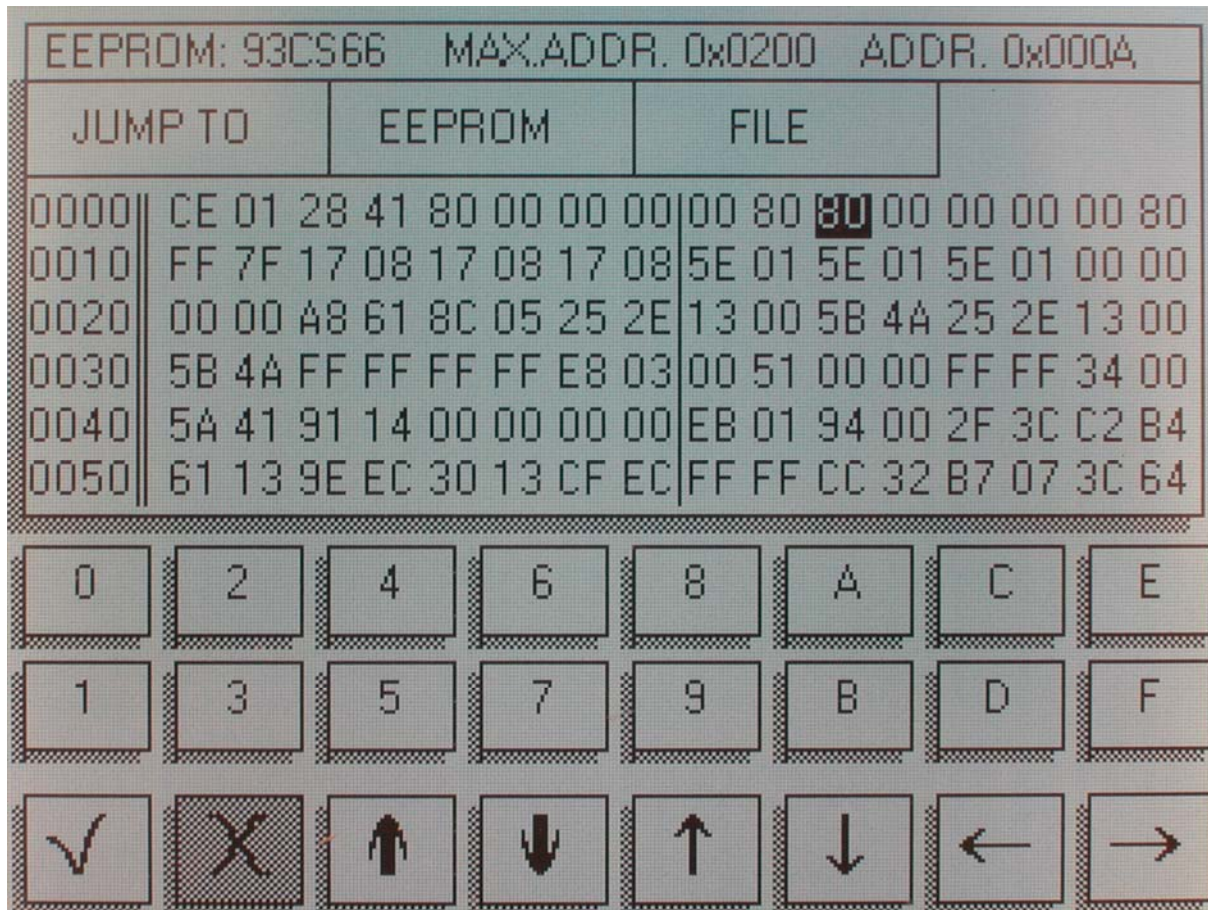 EEPROM: 93CS66 MAX.ADDR. 0x0200 ADDR. 0x000A
JUMP TO EEPROM FILE
0000 CE 01 28 41 80 00 00 00 00 80 80 00 00 00 00 80
0010 FF 7F 17 08 17 08 17 08 5E 01 5E 01 5E 01 00 00
0020 00 00 A8 61 8C 05 25 2E 13 00 5B 4A 25 2E 13 00
0030 5B 4A FF FF FF FF E8 03 00 51 00 00 FF FF 34 00
0040 5A 41 91 14 00 00 00 00 EB 01 94 00 2F 3C C2 B4
0050 61 13 9E EC 30 13 CF EC FF FF CC 32 B7 07 3C 64
0 2 4 6 8 A C E
1 3 5 7 9 B D F